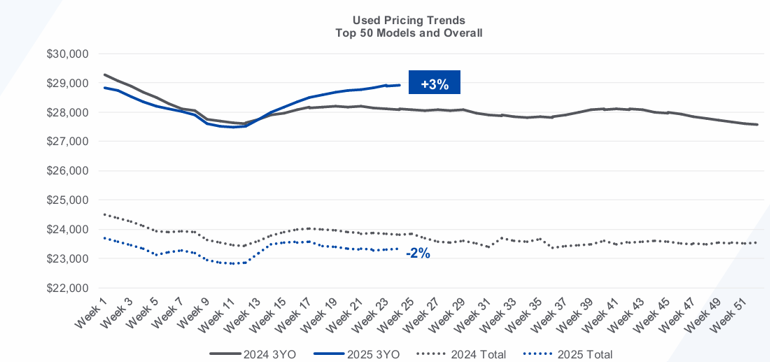 Used Pricing Trends
Top 50 Models and Overall
$30,000
$29,000
$28,000
$27,000
$26,000
$25,000
$24,000
$23,000
$22,000
+3%
-2%
Week 1
Week 3
Week 5
Week 7
Week 9
Week 11
Week 13
Week 15
Week 17
Week 19
Week 21
Week 23
Week 25
Week 27
Week 29
Week 31
Week 33
Week 35
Week 37
Week 39
Week 41
Week 43
Week 45
Week 47
Week 49
Week 51
2024 3YO 2025 3YO 2024 Total 2025 Total